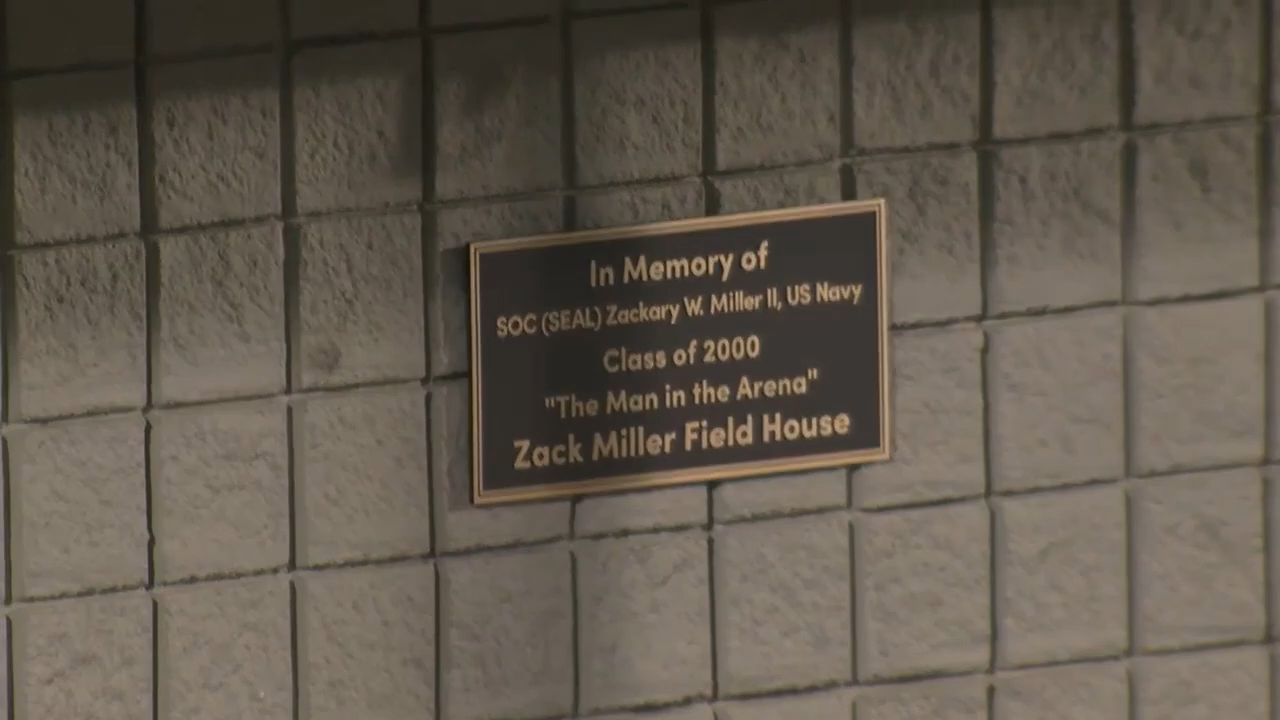 In Memory of
SOC (SEAL) Zackary W. Miller II, US Navy
Class of 2000
"The Man in the Arena"
Zack Miller Field House